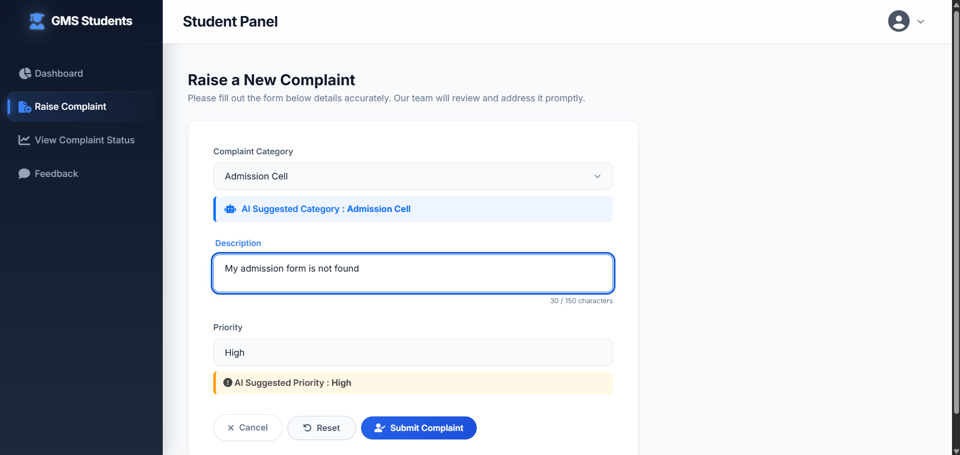 GMS Students
Student Panel
Dashboard
Raise Complaint
View Complaint Status
Feedback
Raise a New Complaint
Please fill out the form below details accurately. Our team will review and address it promptly.
Complaint Category
Admission Cell
AI Suggested Category : Admission Cell
Description
My admission form is not found
30 / 150 characters
Priority
High
AI Suggested Priority : High
Cancel
Reset
Submit Complaint